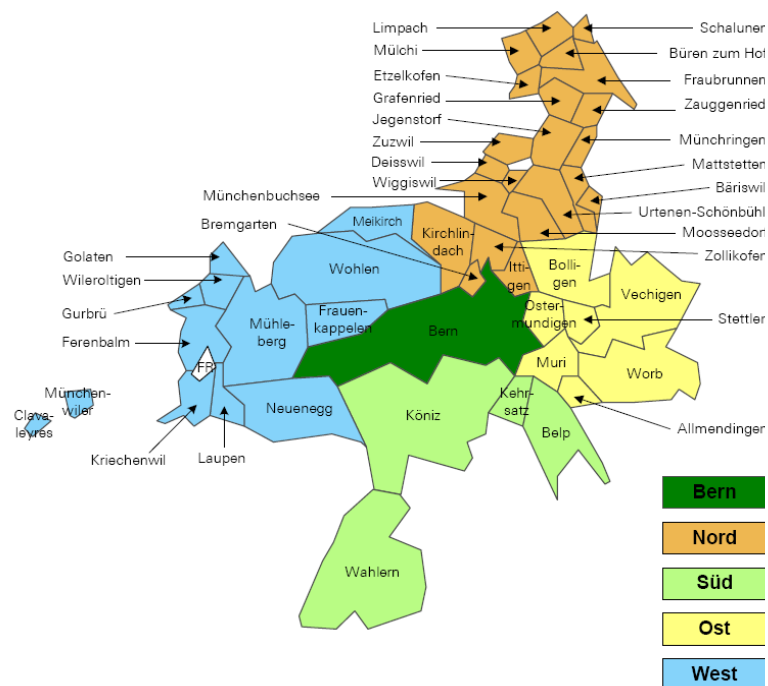 Limpach
Schalunen
Mülchi
Büren zum Hof
Etzelkofen
Fraubrunnen
Grafenried
Zauggenried
Jegenstorf
Zuzwil
Münchringen
Deisswil
Mattstetten
Wiggiswil
Bäriswil
Münchenbuchsee
Urtenen-Schönbühl
Bremgarten
Moosseedorf
Meikirch
Kirchlin-
dach
Zollikofen
Golaten
Wohlen
Itti-
gen
Bolli-
gen
Wileroltigen
Vechigen
Gurbrü
Frauen-
kappelen
Oster-
mundigen
Stettler
Mühle-
berg
Bern
Ferenbalm
FR
Muri
Worb
München-
wiler
Kehr-
satz
Clava-
leyres
Neuenegg
Köniz
Belp
Allmendingen
Kriechenwil
Laupen
Wahlern
Bern
Nord
Süd
Ost
West